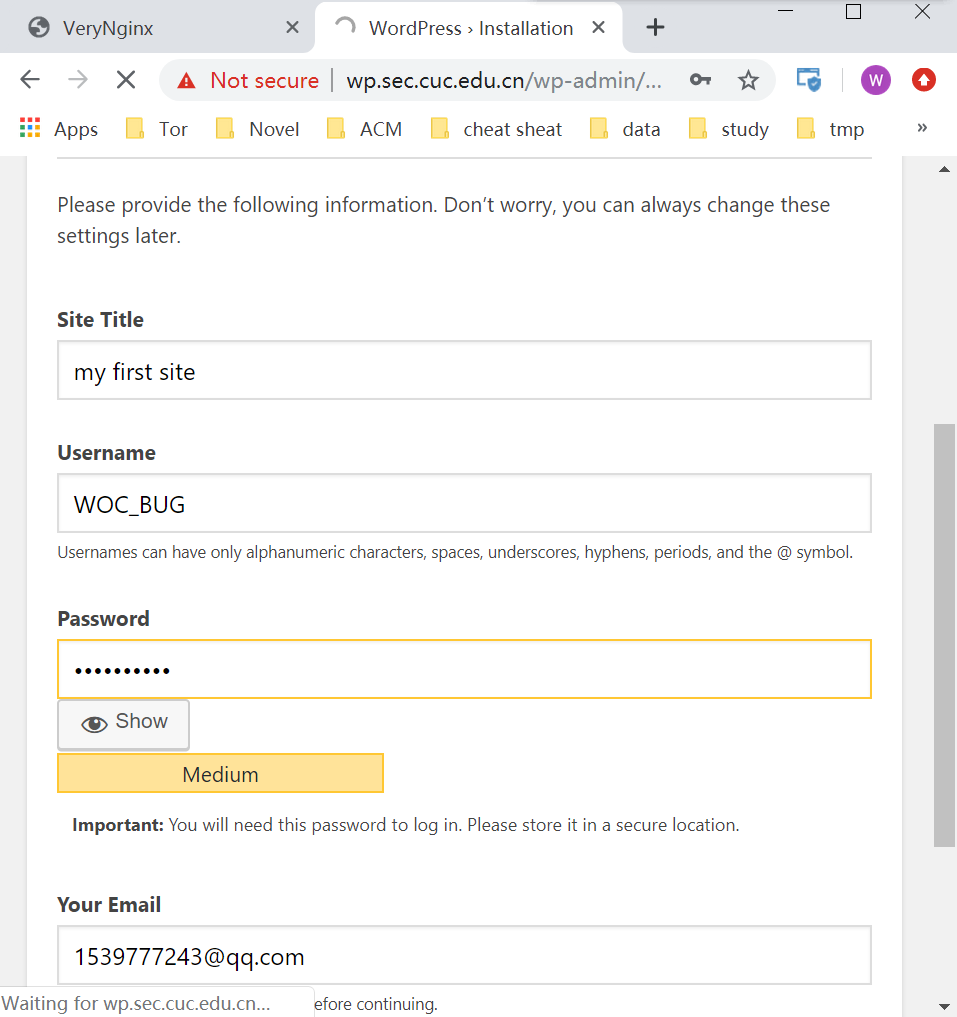 VeryNginx
WordPress › Installation
Not secure
wp.sec.cuc.edu.cn/wp-admin/...
W
Apps
Tor
Novel
ACM
cheat sheat
data
study
tmp
»
Please provide the following information. Don’t worry, you can always change these
settings later.
Site Title
my first site
Username
WOC_BUG
Usernames can have only alphanumeric characters, spaces, underscores, hyphens, periods, and the @ symbol.
Password
••••••••••
Show
Medium
Important: You will need this password to log in. Please store it in a secure location.
Your Email
1539777243@qq.com
Waiting for wp.sec.cuc.edu.cn...
efore continuing.